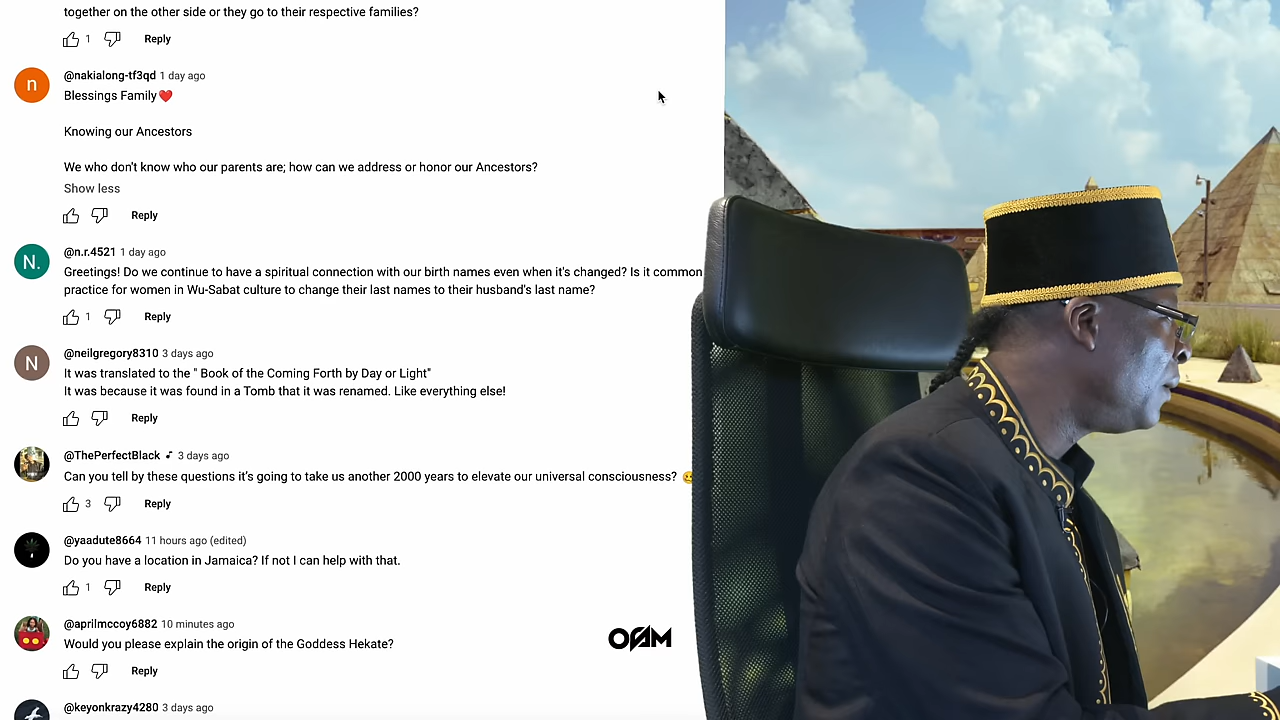 together on the other side or they go to their respective families?
1 Reply
n @nakialong-tf3qd 1 day ago
Blessings Family❤️
Knowing our Ancestors
We who don't know who our parents are; how can we address or honor our Ancestors?
Show less
Reply
N. @n.r.4521 1 day ago
Greetings! Do we continue to have a spiritual connection with our birth names even when it's changed? Is it common
practice for women in Wu-Sabat culture to change their last names to their husband's last name?
1 Reply
N @neilgregory8310 3 days ago
It was translated to the " Book of the Coming Forth by Day or Light"
It was because it was found in a Tomb that it was renamed. Like everything else!
Reply
@ThePerfectBlack 3 days ago
Can you tell by these questions it's going to take us another 2000 years to elevate our universal consciousness?
3 Reply
@yaadute8664 11 hours ago (edited)
Do you have a location in Jamaica? If not I can help with that.
1 Reply
@aprilmccoy6882 10 minutes ago
Would you please explain the origin of the Goddess Hekate?
OAM
Reply
@keyonkrazy4280 3 days ago